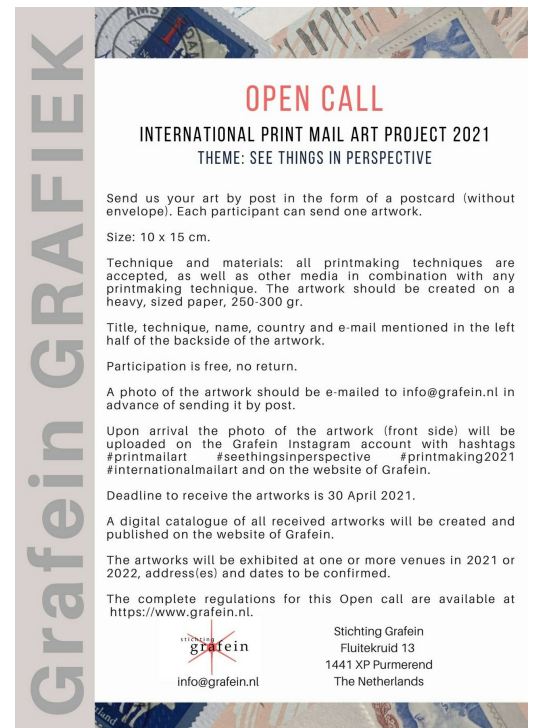 Grafein GRAFIEK
AMSTERDAM
OPEN CALL
INTERNATIONAL PRINT MAIL ART PROJECT 2021
THEME: SEE THINGS IN PERSPECTIVE
Send us your art by post in the form of a postcard (without
envelope). Each participant can send one artwork.
Size: 10 x 15 cm.
Technique and materials: all printmaking techniques are
accepted, as well as other media in combination with any
printmaking technique. The artwork should be created on a
heavy, sized paper, 250-300 gr.
Title, technique, name, country and e-mail mentioned in the left
half of the backside of the artwork.
Participation is free, no return.
A photo of the artwork should be e-mailed to info@grafein.nl in
advance of sending it by post.
Upon arrival the photo of the artwork (front side) will be
uploaded on the Grafein Instagram account with hashtags
#printmailart #seethingsinperspective #printmaking2021
#internationalmailart and on the website of Grafein.
Deadline to receive the artworks is 30 April 2021.
A digital catalogue of all received artworks will be created and
published on the website of Grafein.
The artworks will be exhibited at one or more venues in 2021 or
2022, address(es) and dates to be confirmed.
The complete regulations for this Open call are available at
https://www.grafein.nl.
stichting
grafein
info@grafein.nl
Stichting Grafein
Fluitekruid 13
1441 XP Purmerend
The Netherlands